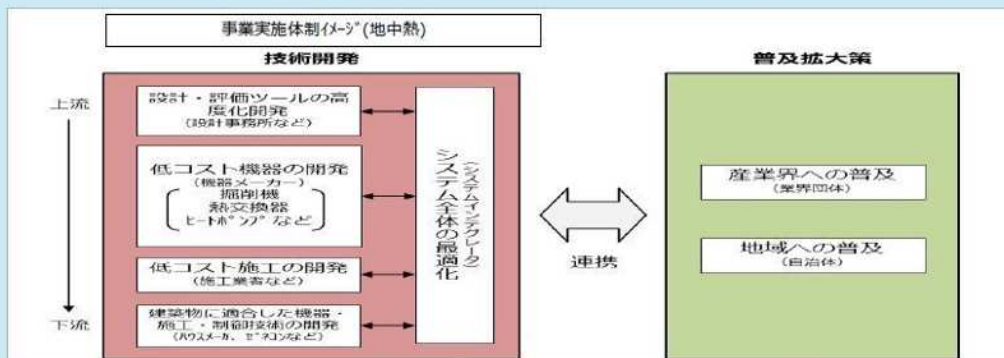 事業実施体制ｲﾒｰｼﾞ(地中熱)
技術開発
普及拡大策
上流
下流
設計・評価ツールの高
度化開発
(設計事務所など)
低コスト機器の開発
(機器メーカー)
掘削機
熱交換器
ﾋｰﾄﾎﾟﾝﾌﾟなど
低コスト施工の開発
(施工業者など)
建築物に適合した機器・
施工・制御技術の開発
(ﾊｳｽﾒｰｶ、ｾﾞﾈｺﾝなど)
システム全体の最適化
(システムインテグレータ)
連携
産業界への普及
(業界団体)
地域への普及
(自治体)